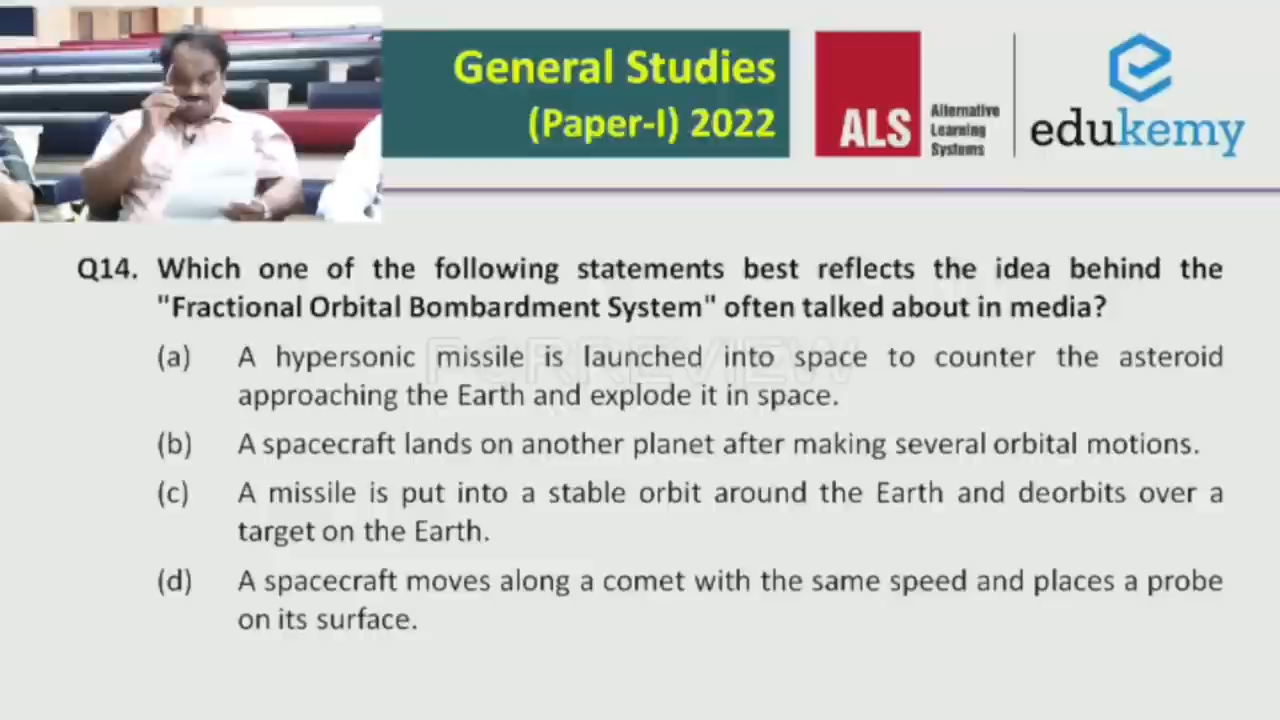 General Studies
(Paper-I) 2022
ALS
Alternative
Learning
Systems
edukemy
Q14. Which one of the following statements best reflects the idea behind the
"Fractional Orbital Bombardment System" often talked about in media?
(a) A hypersonic missile is launched into space to counter the asteroid
approaching the Earth and explode it in space.
(b) A spacecraft lands on another planet after making several orbital motions.
(c) A missile is put into a stable orbit around the Earth and deorbits over a
target on the Earth.
(d) A spacecraft moves along a comet with the same speed and places a probe
on its surface.